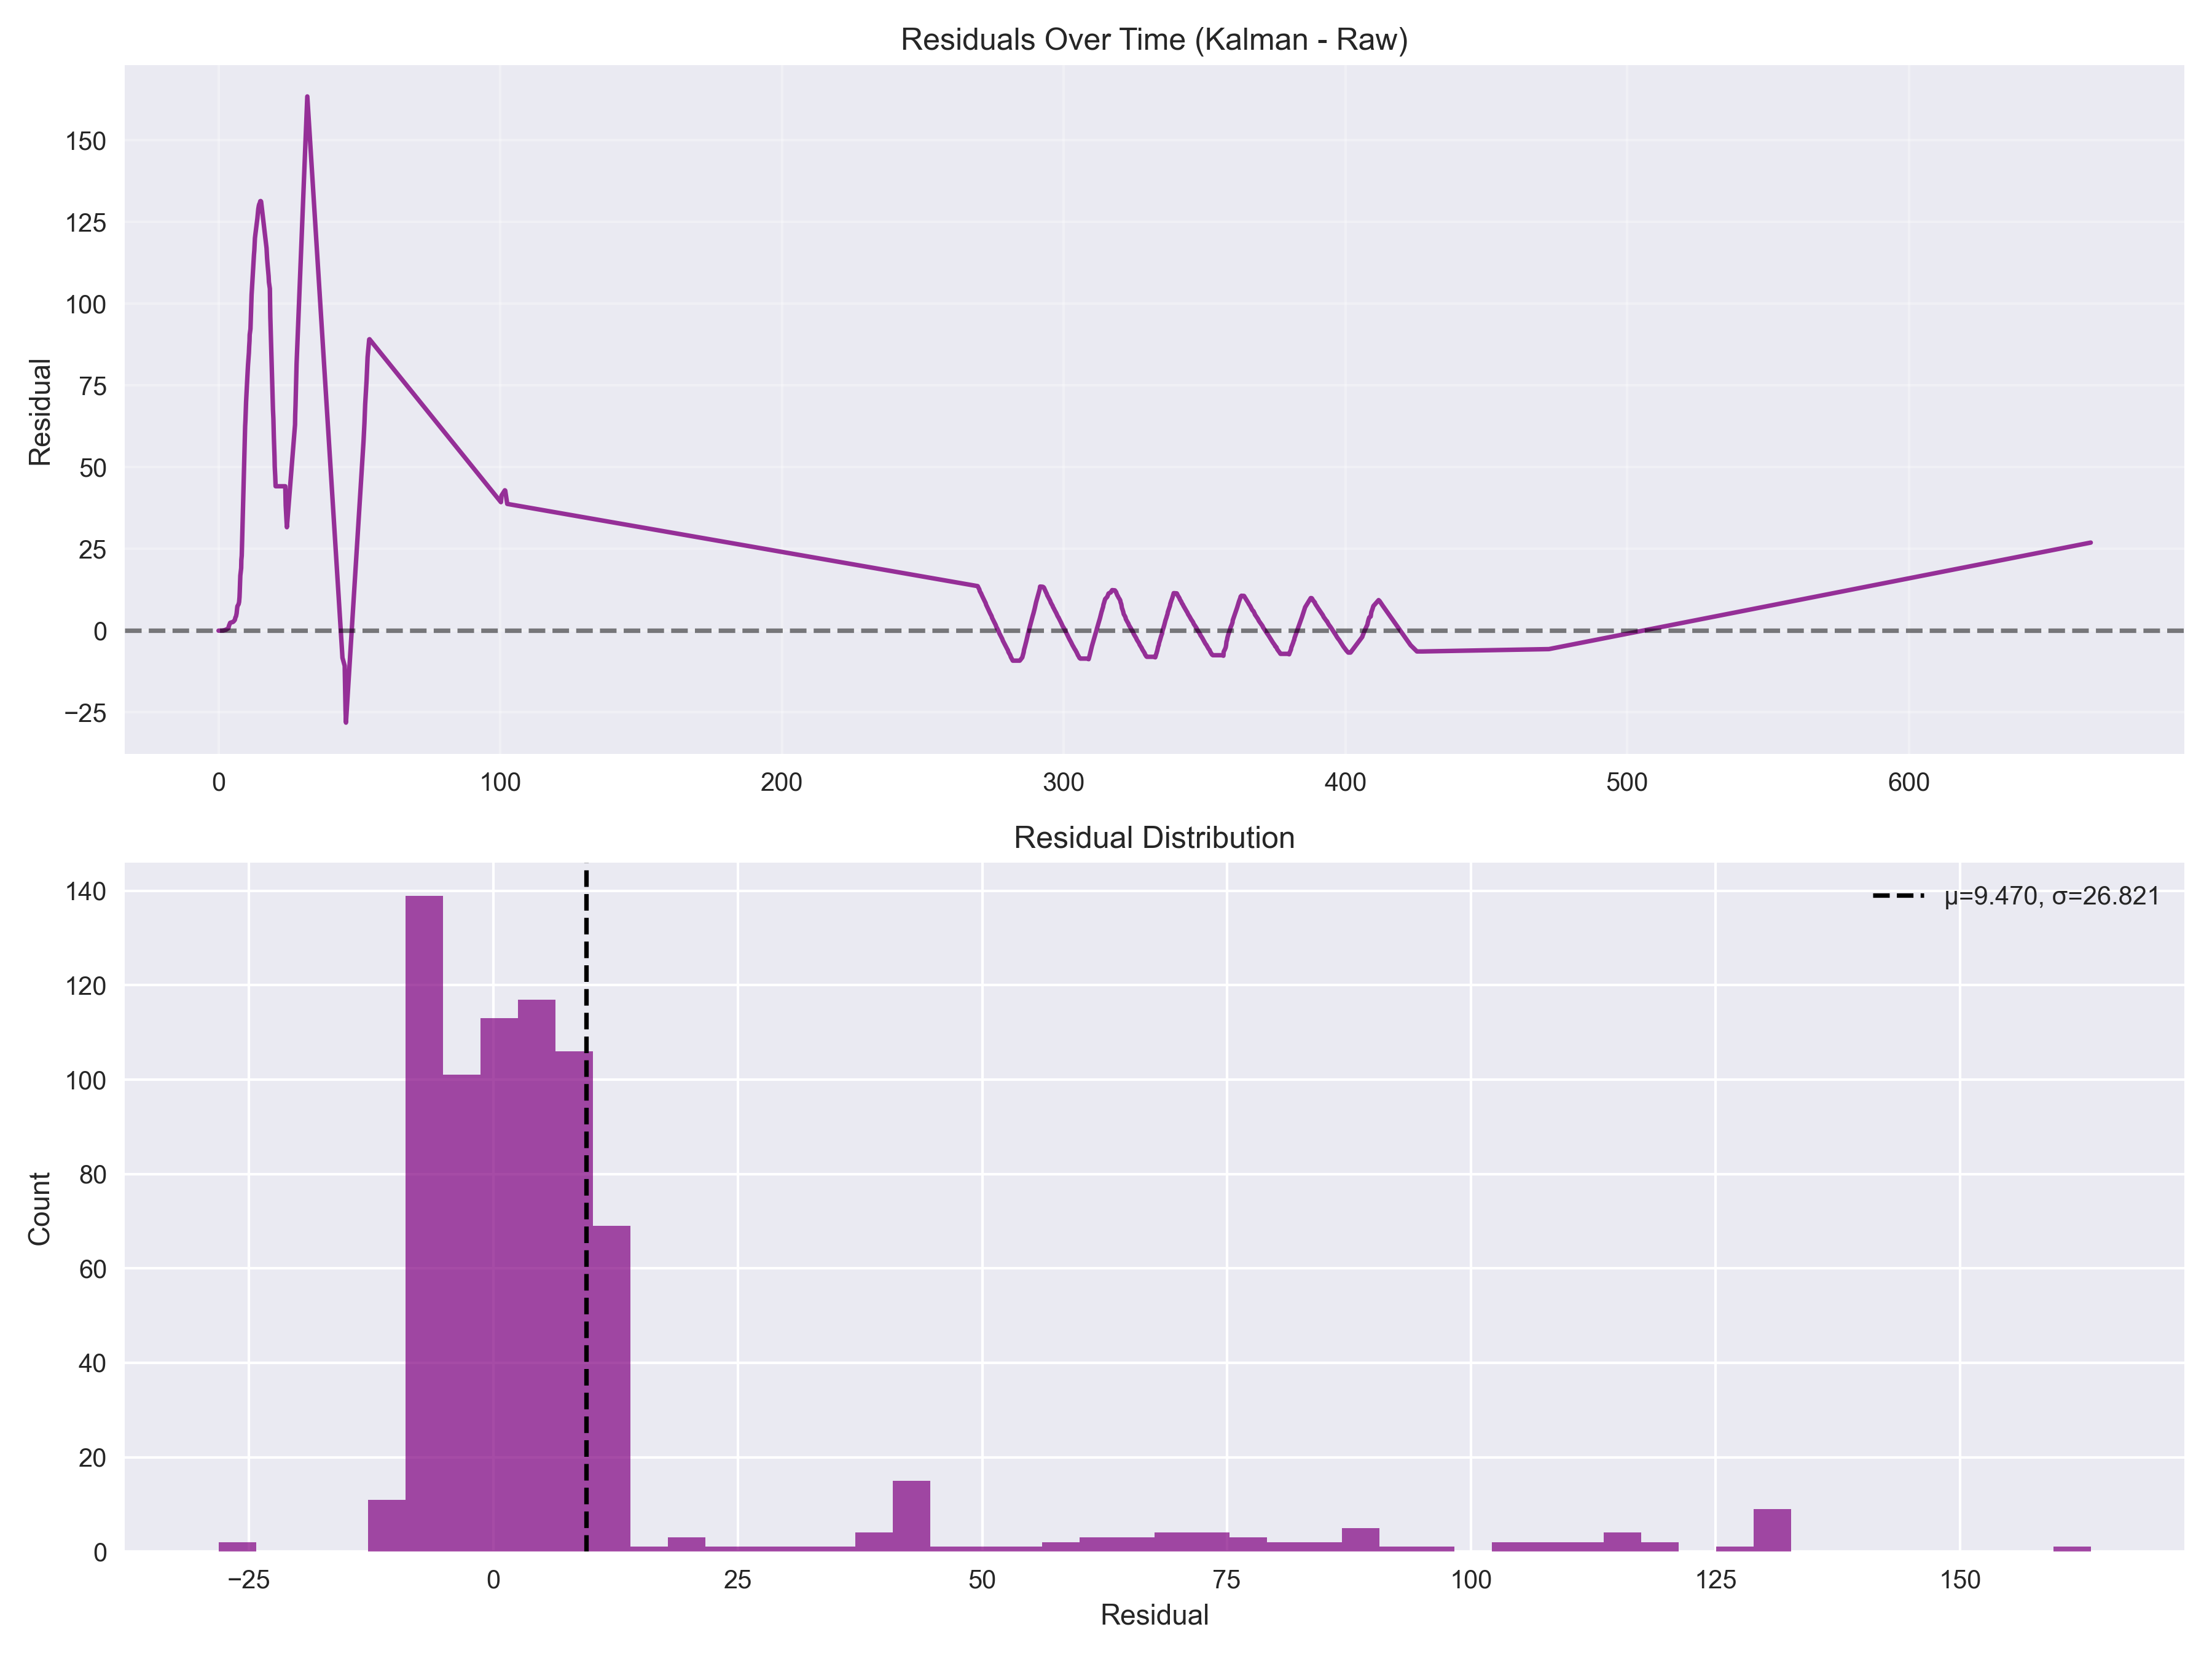 Residuals Over Time (Kalman - Raw)
Residual
150
125
100
75
50
25
0
−25
0 100 200 300 400 500 600
Residual Distribution
140
120
100
80
60
40
20
0
Count
μ=9.470, σ=26.821
−25 0 25 50 75 100 125 150
Residual